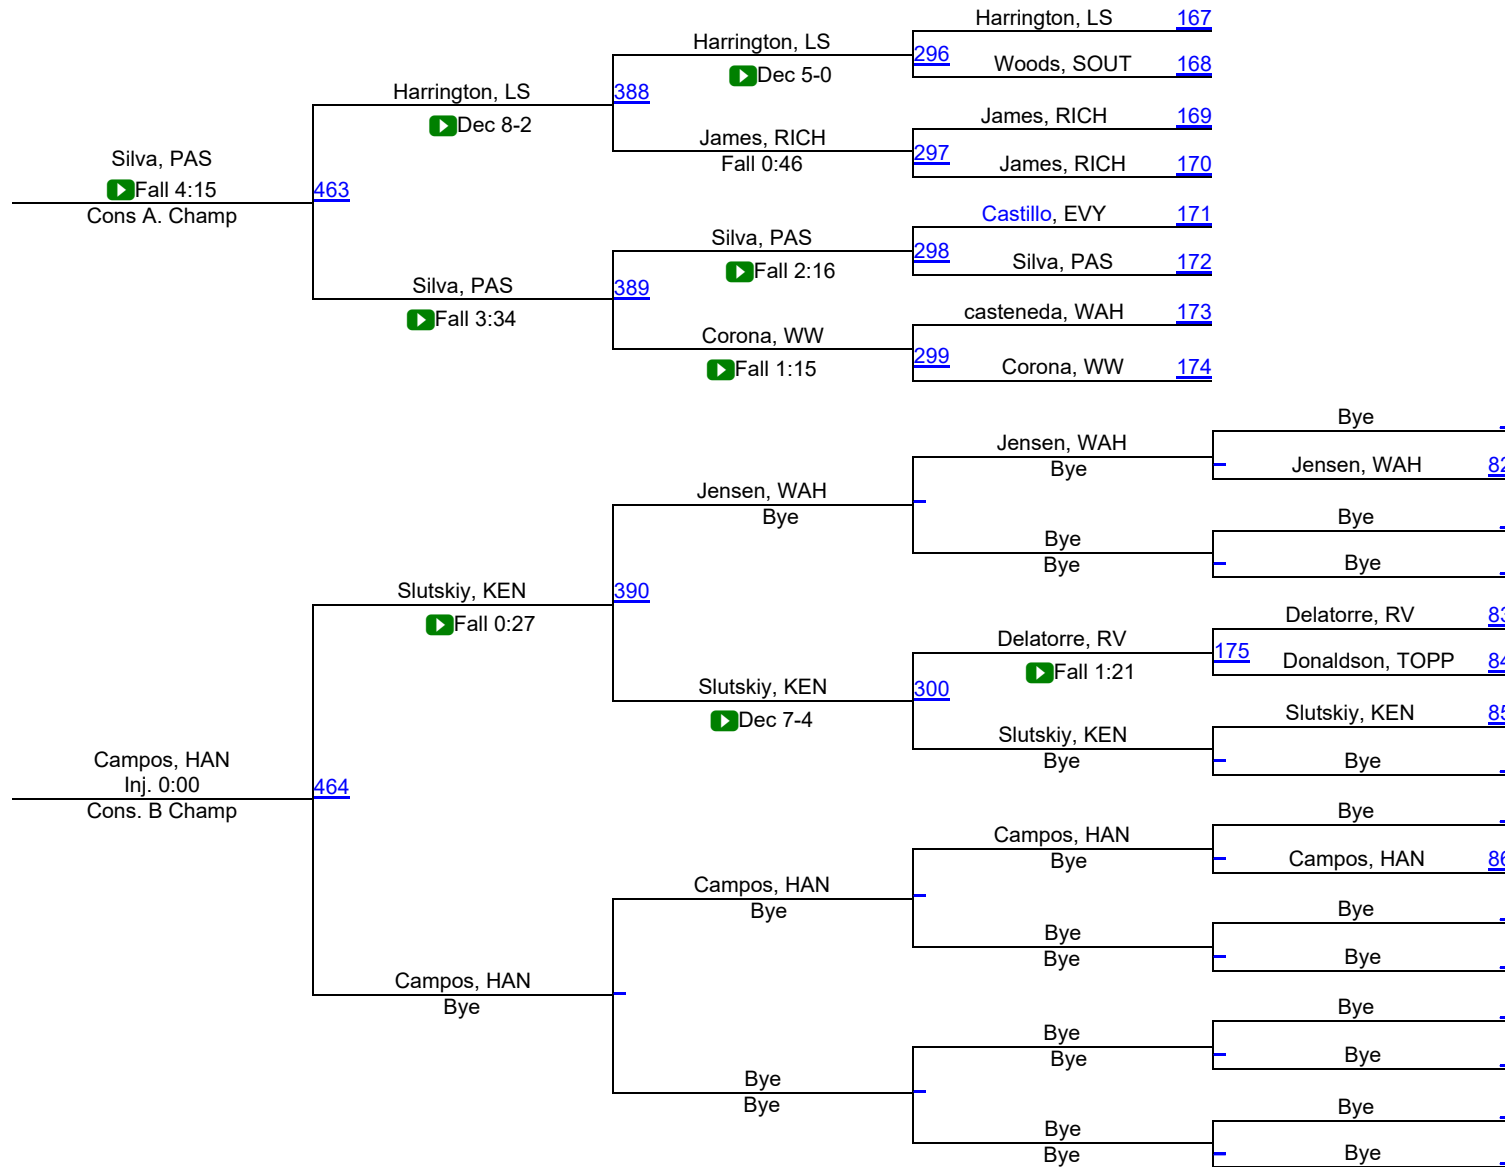 Harrington, LS 167
Harrington, LS
296
Woods, SOUT 168
Dec 5-0
Harrington, LS
388
Dec 8-2
James, RICH 169
James, RICH
297
Fall 0:46
James, RICH 170
Silva, PAS
Fall 4:15
463
Cons A. Champ
Castillo, EVY 171
Silva, PAS
298
Silva, PAS 172
Fall 2:16
Silva, PAS
389
Fall 3:34
casteneda, WAH 173
Corona, WW
299
Fall 1:15
Corona, WW 174
Bye
Jensen, WAH
Bye
Jensen, WAH 82
Jensen, WAH
Bye
Bye
Bye
Bye
Bye
Slutskiy, KEN
390
Fall 0:27
Delatorre, RV 83
Delatorre, RV
175
Donaldson, TOPP 84
Fall 1:21
Slutskiy, KEN
300
Dec 7-4
Slutskiy, KEN 85
Slutskiy, KEN
Bye
Bye
Campos, HAN
Inj. 0:00
464
Cons. B Champ
Bye
Campos, HAN
Bye
Campos, HAN 86
Campos, HAN
Bye
Bye
Bye
Bye
Bye
Campos, HAN
Bye
Bye
Bye
Bye
Bye
Bye
Bye
Bye
Bye
Bye
Bye